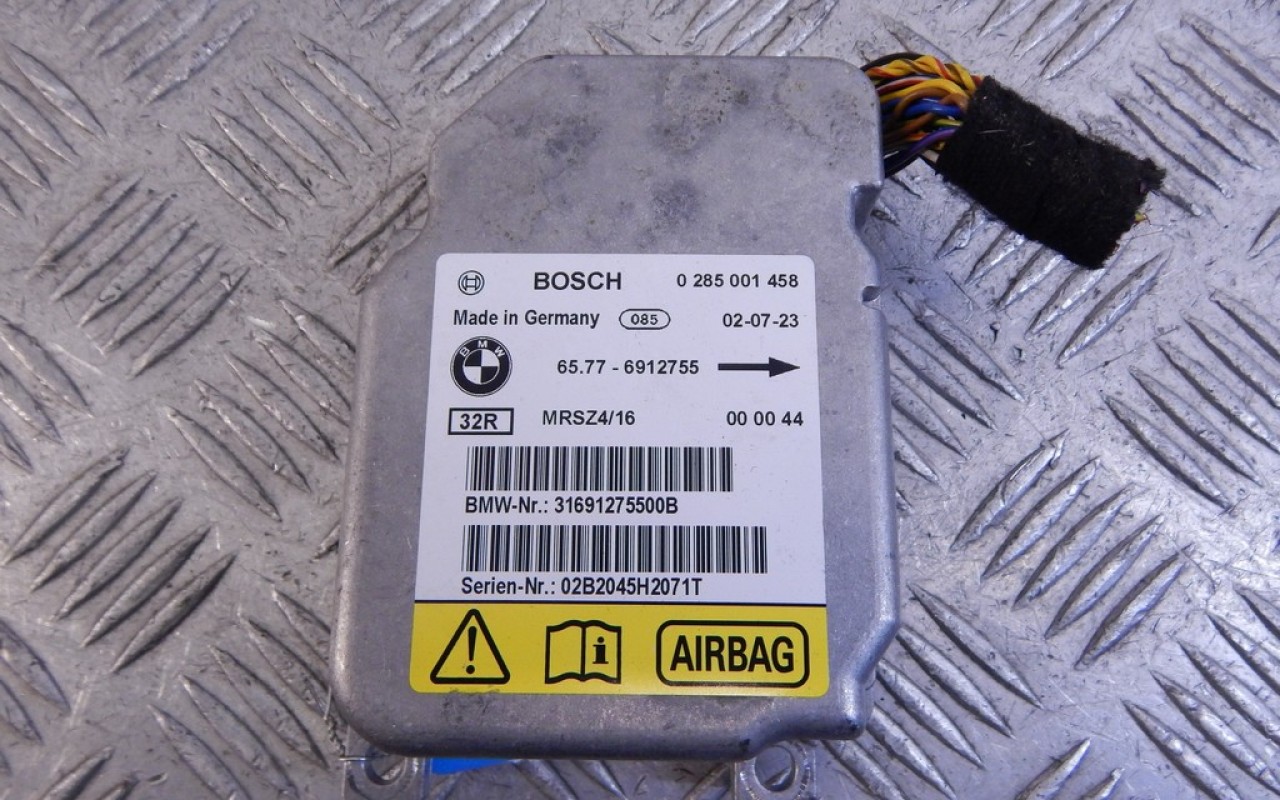 BOSCH 0 285 001 458
Made in Germany 085 02-07-23
BMW
65.77 - 6912755
32R MRSZ4/16 00 00 44
BMW-Nr.: 31691275500B
Serien-Nr.: 02B2045H2071T
! i AIRBAG